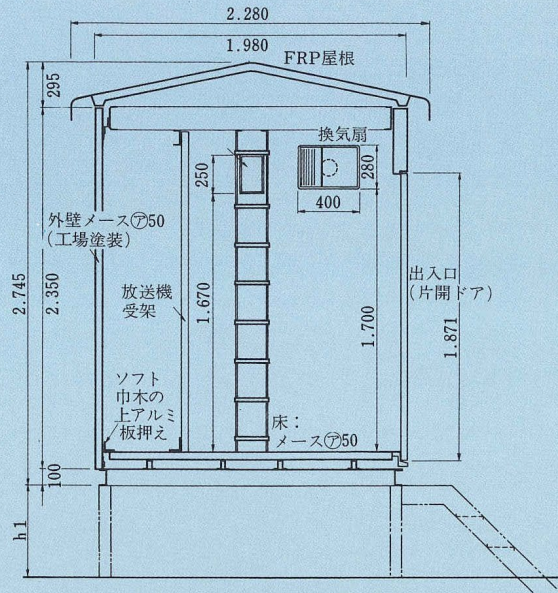 2.280
1.980
FRP屋根
295
換気扇
250
280
400
外壁メース㋐50
(工場塗装)
2.745
2.350
放送機
受架
1.670
1.700
出入口
(片開ドア)
1.871
ソフト
巾木の
上アルミ
板押え
床：
メース㋐50
100
h1